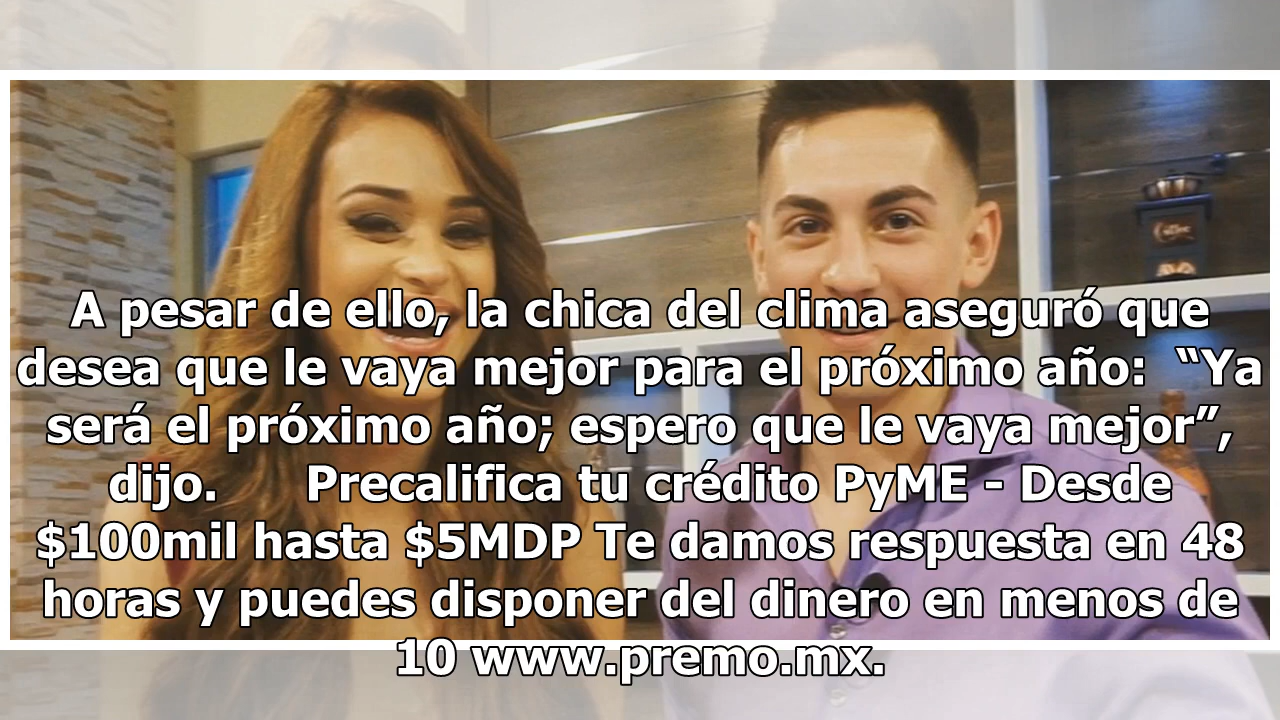 A pesar de ello, la chica del clima aseguró que
desea que le vaya mejor para el próximo año:  “Ya
será el próximo año; espero que le vaya mejor”,
dijo.      Precalifica tu crédito PyME - Desde
$100mil hasta $5MDP Te damos respuesta en 48
horas y puedes disponer del dinero en menos de
10 www.premo.mx.
Coffee